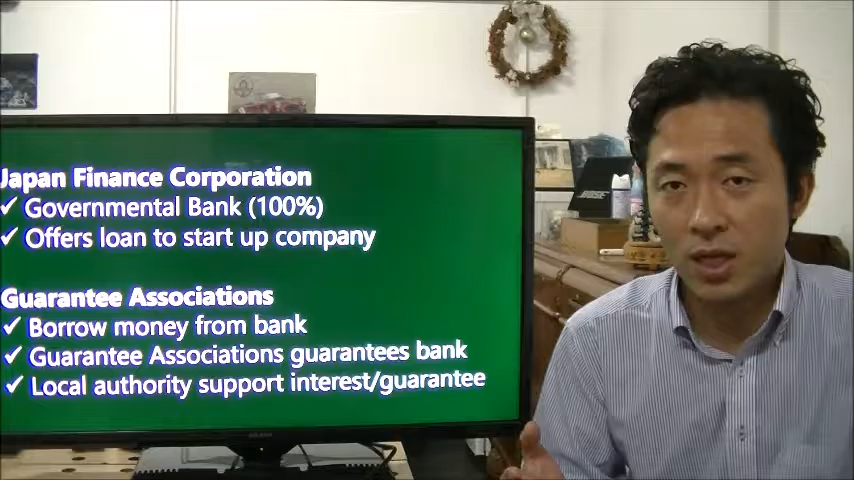 Japan Finance Corporation
✓ Governmental Bank (100%)
✓ Offers loan to start up company
Guarantee Associations
✓ Borrow money from bank
✓ Guarantee Associations guarantees bank
✓ Local authority support interest/guarantee
BOSE